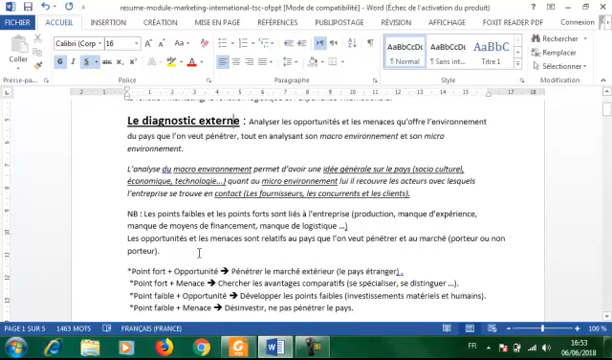 resume-module-marketing-international-tsc-ofppt [Mode de compatibilité] (Échec de l'activation du produit)
FICHIER ACCUEIL INSERTION CRÉATION MISE EN PAGE RÉFÉRENCES PUBLIPOSTAGE RÉVISION AFFICHAGE FOXIT READER PDF Connexion
Calibri (Corp 16
Coller
G I S
AaBbCcDc AaBbCcDc AaBbC
¶ Normal ¶ Sans int... Titre 1
Rechercher
Remplacer
Sélectionner
Presse-pa... Police Paragraphe Style Modification
Le diagnostic externe : Analyser les opportunités et les menaces qu'offre l'environnement
du pays que l'on veut pénétrer, tout en analysant son macro environnement et son micro
environnement.
L'analyse du macro environnement permet d'avoir une idée générale sur le pays (socio culturel,
économique, technologie...) quant au micro environnement lui il recouvre les acteurs avec lesquels
l'entreprise se trouve en contact (Les fournisseurs, les concurrents et les clients).
NB : Les points faibles et les points forts sont liés à l'entreprise (production, manque d'expérience,
manque de moyens de financement, manque de logistique ...)
Les opportunités et les menaces sont relatifs au pays que l'on veut pénétrer et au marché (porteur ou non
porteur).
*Point fort + Opportunité ➔ Pénétrer le marché extérieur (le pays étranger) .
*Point fort + Menace ➔ Chercher les avantages comparatifs (se spécialiser, se distinguer ...).
*Point faible + Opportunité ➔ Développer les points faibles (investissements matériels et humains).
*Point faible + Menace ➔ Désinvestir, ne pas pénétrer le pays.
PAGE 1 SUR 5 1463 MOTS FRANÇAIS (FRANCE) 100 %
FR 16:53
06/06/2018